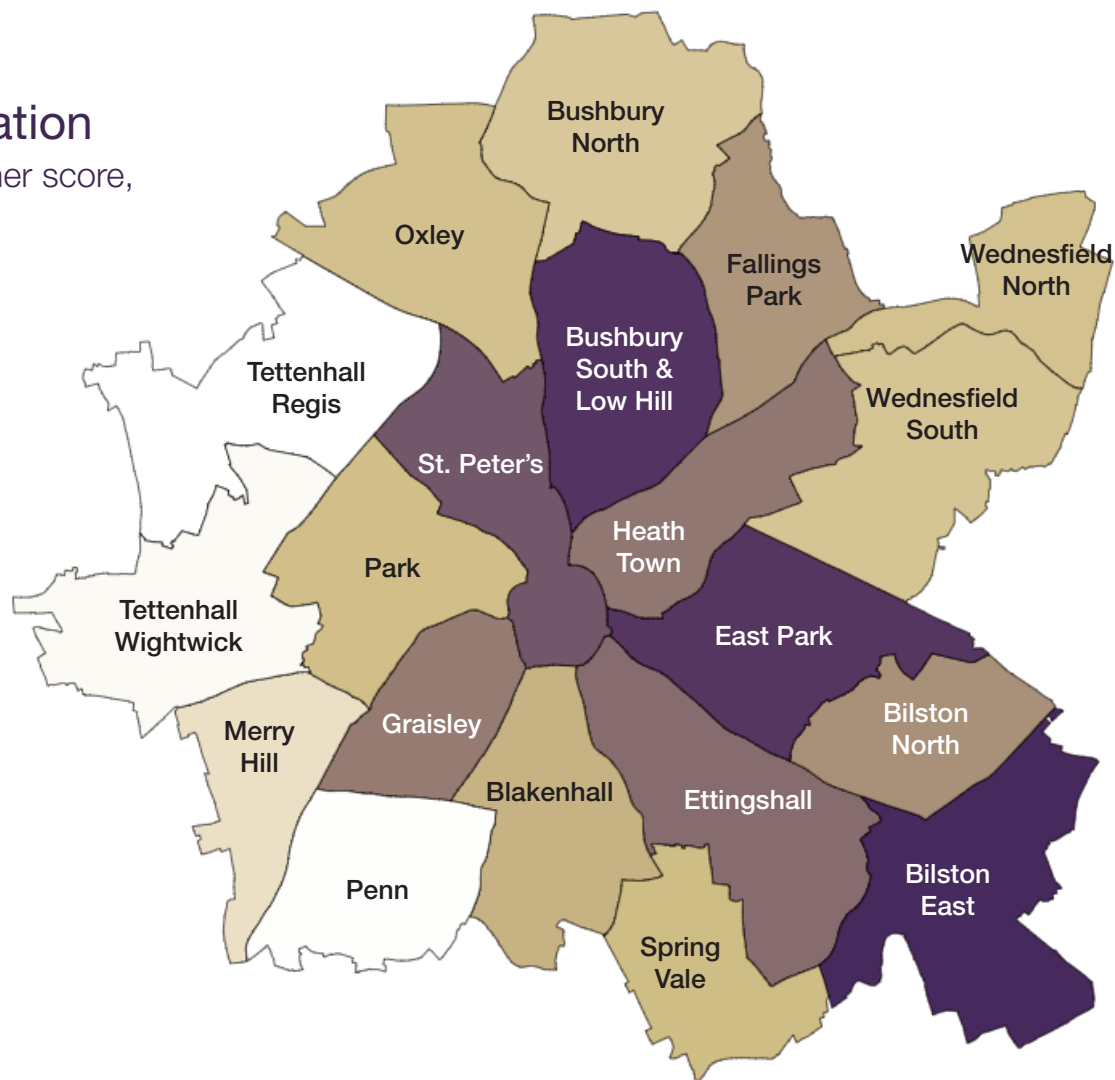 ation
her score,
Bushbury
North
Oxley
Fallings
Park
Wednesfield
North
Bushbury
South &
Low Hill
Tettenhall
Regis
Wednesfield
South
St. Peter's
Heath
Town
Park
Tettenhall
Wightwick
East Park
Bilston
North
Graisley
Merry
Hill
Blakenhall
Ettingshall
Penn
Bilston
East
Spring
Vale